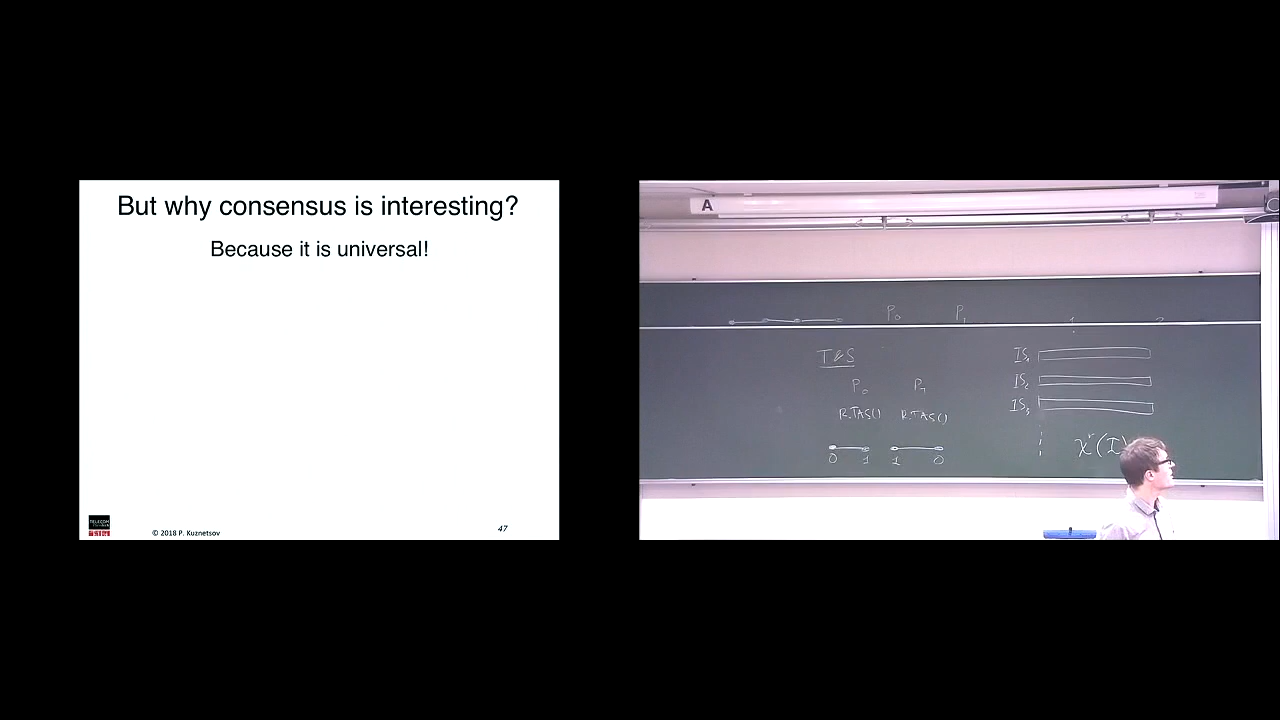 But why consensus is interesting?
Because it is universal!
TELECOM
© 2018 P. Kuznetsov
47
A
P₀ P₁
T&S
P₀ P₁
R.TAS() R.TAS()
0 1 1 0
IS₁
IS₂
IS₃